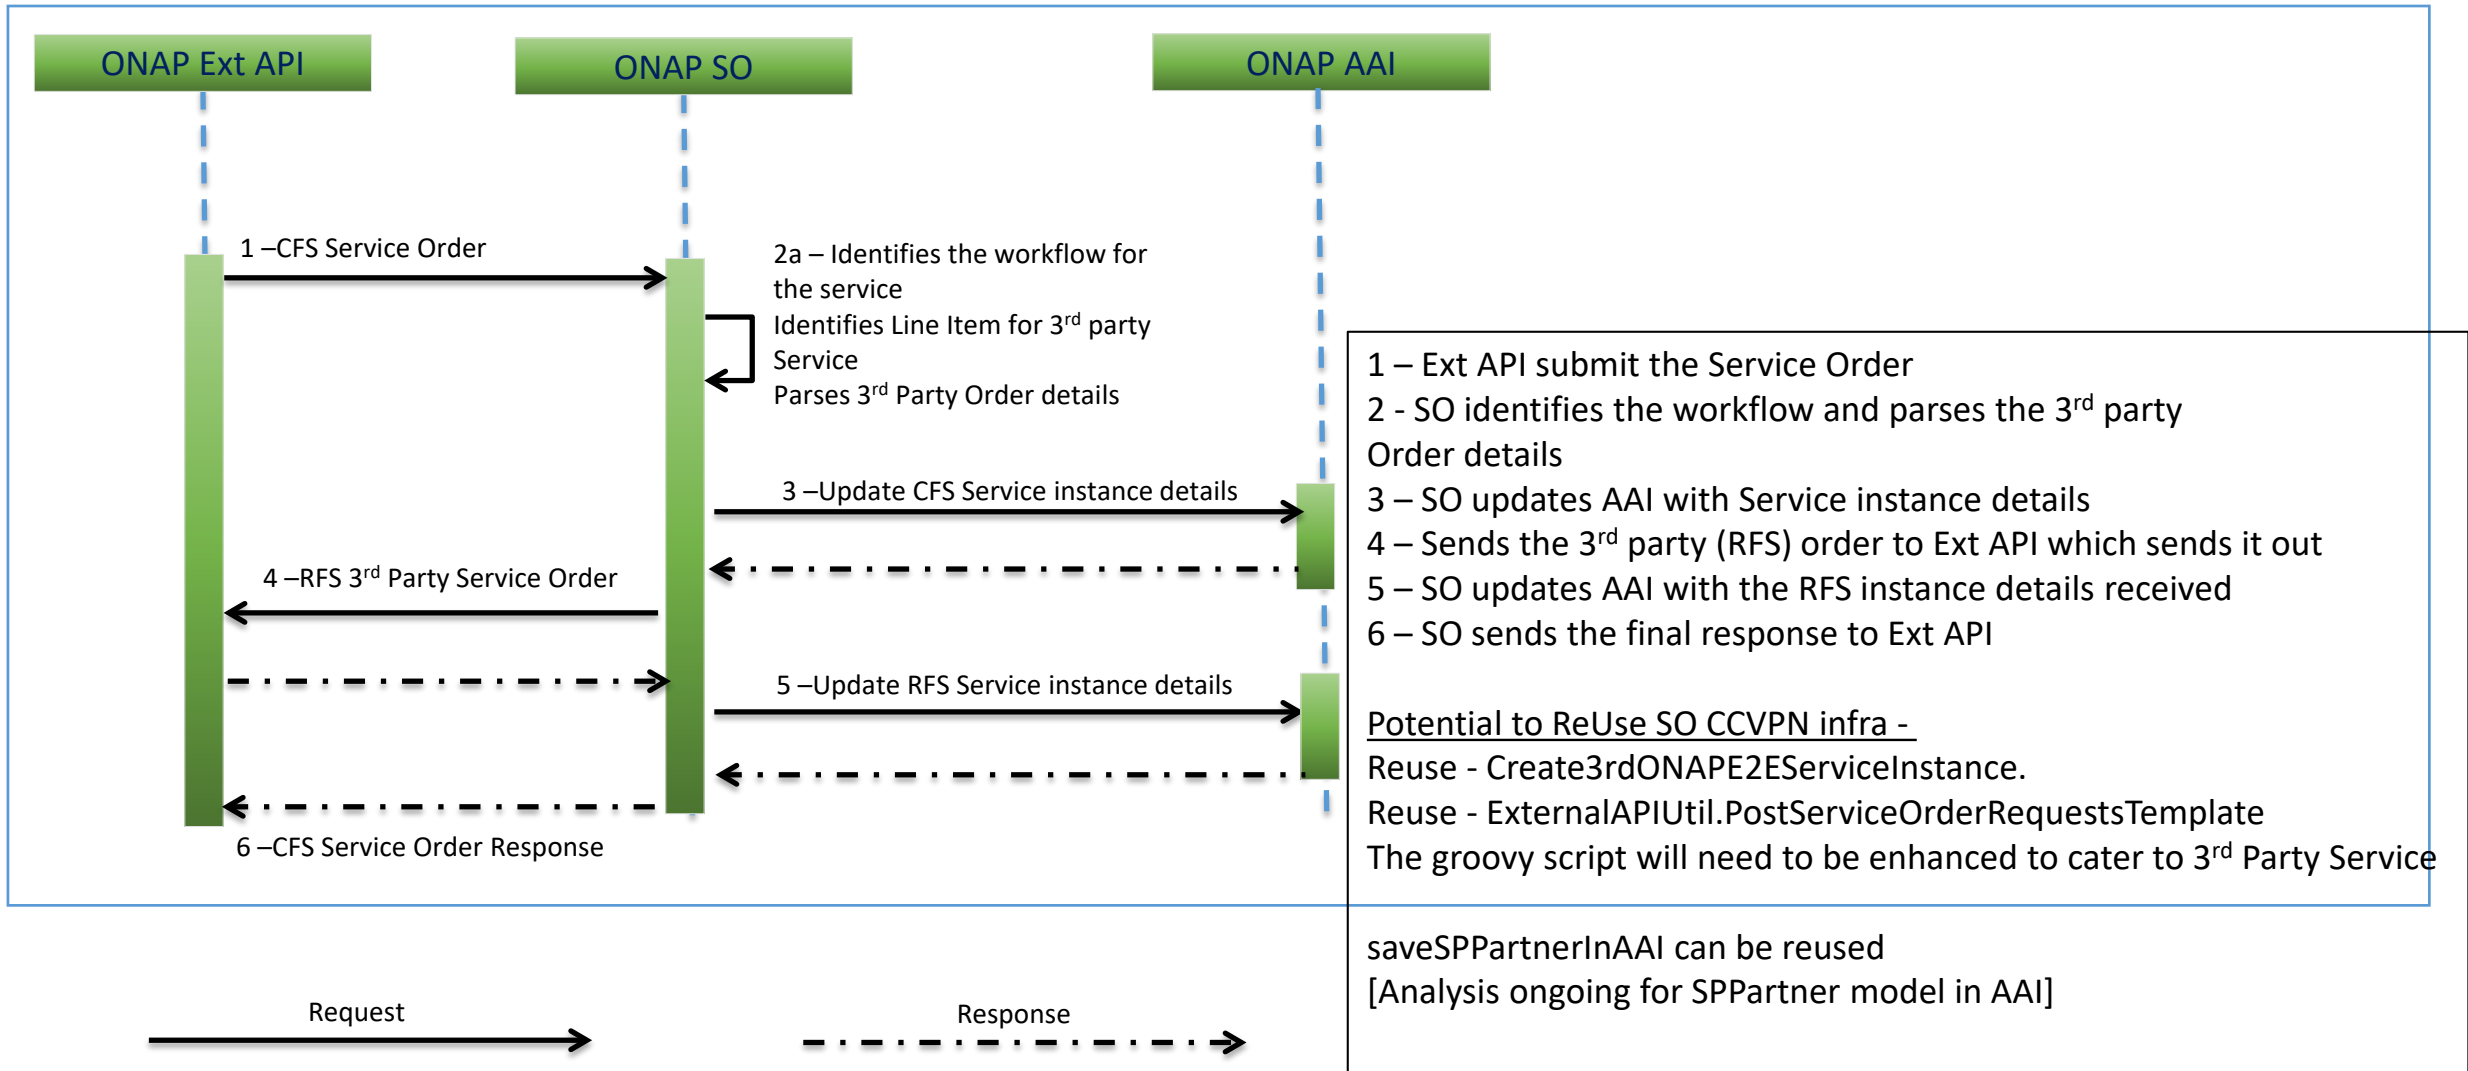 ONAP Ext API
ONAP SO
ONAP AAI
1 –CFS Service Order
2a – Identifies the workflow for
the service
Identifies Line Item for 3rd party
Service
Parses 3rd Party Order details
3 –Update CFS Service instance details
4 –RFS 3rd Party Service Order
5 –Update RFS Service instance details
6 –CFS Service Order Response
1 – Ext API submit the Service Order
2 - SO identifies the workflow and parses the 3rd party
Order details
3 – SO updates AAI with Service instance details
4 – Sends the 3rd party (RFS) order to Ext API which sends it out
5 – SO updates AAI with the RFS instance details received
6 – SO sends the final response to Ext API
Potential to ReUse SO CCVPN infra -
Reuse - Create3rdONAPE2EServiceInstance.
Reuse - ExternalAPIUtil.PostServiceOrderRequestsTemplate
The groovy script will need to be enhanced to cater to 3rd Party Service
saveSPPartnerInAAI can be reused
[Analysis ongoing for SPPartner model in AAI]
Request
Response